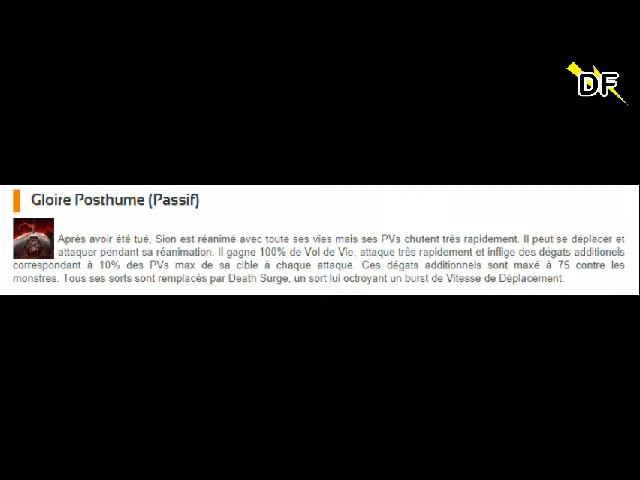 DF
Gloire Posthume (Passif)
Après avoir été tué, Sion est réanimé avec toute ses vies mais ses PVs chutent très rapidement. Il peut se déplacer et
attaquer pendant sa réanimation. Il gagne 100% de Vol de Vie, attaque très rapidement et inflige des dégats additionels
correspondant à 10% des PVs max de sa cible à chaque attaque. Ces dégats additionnels sont maxé à 75 contre les
monstres. Tous ses sorts sont remplacés par Death Surge, un sort lui octroyant un burst de Vitesse de Déplacement.